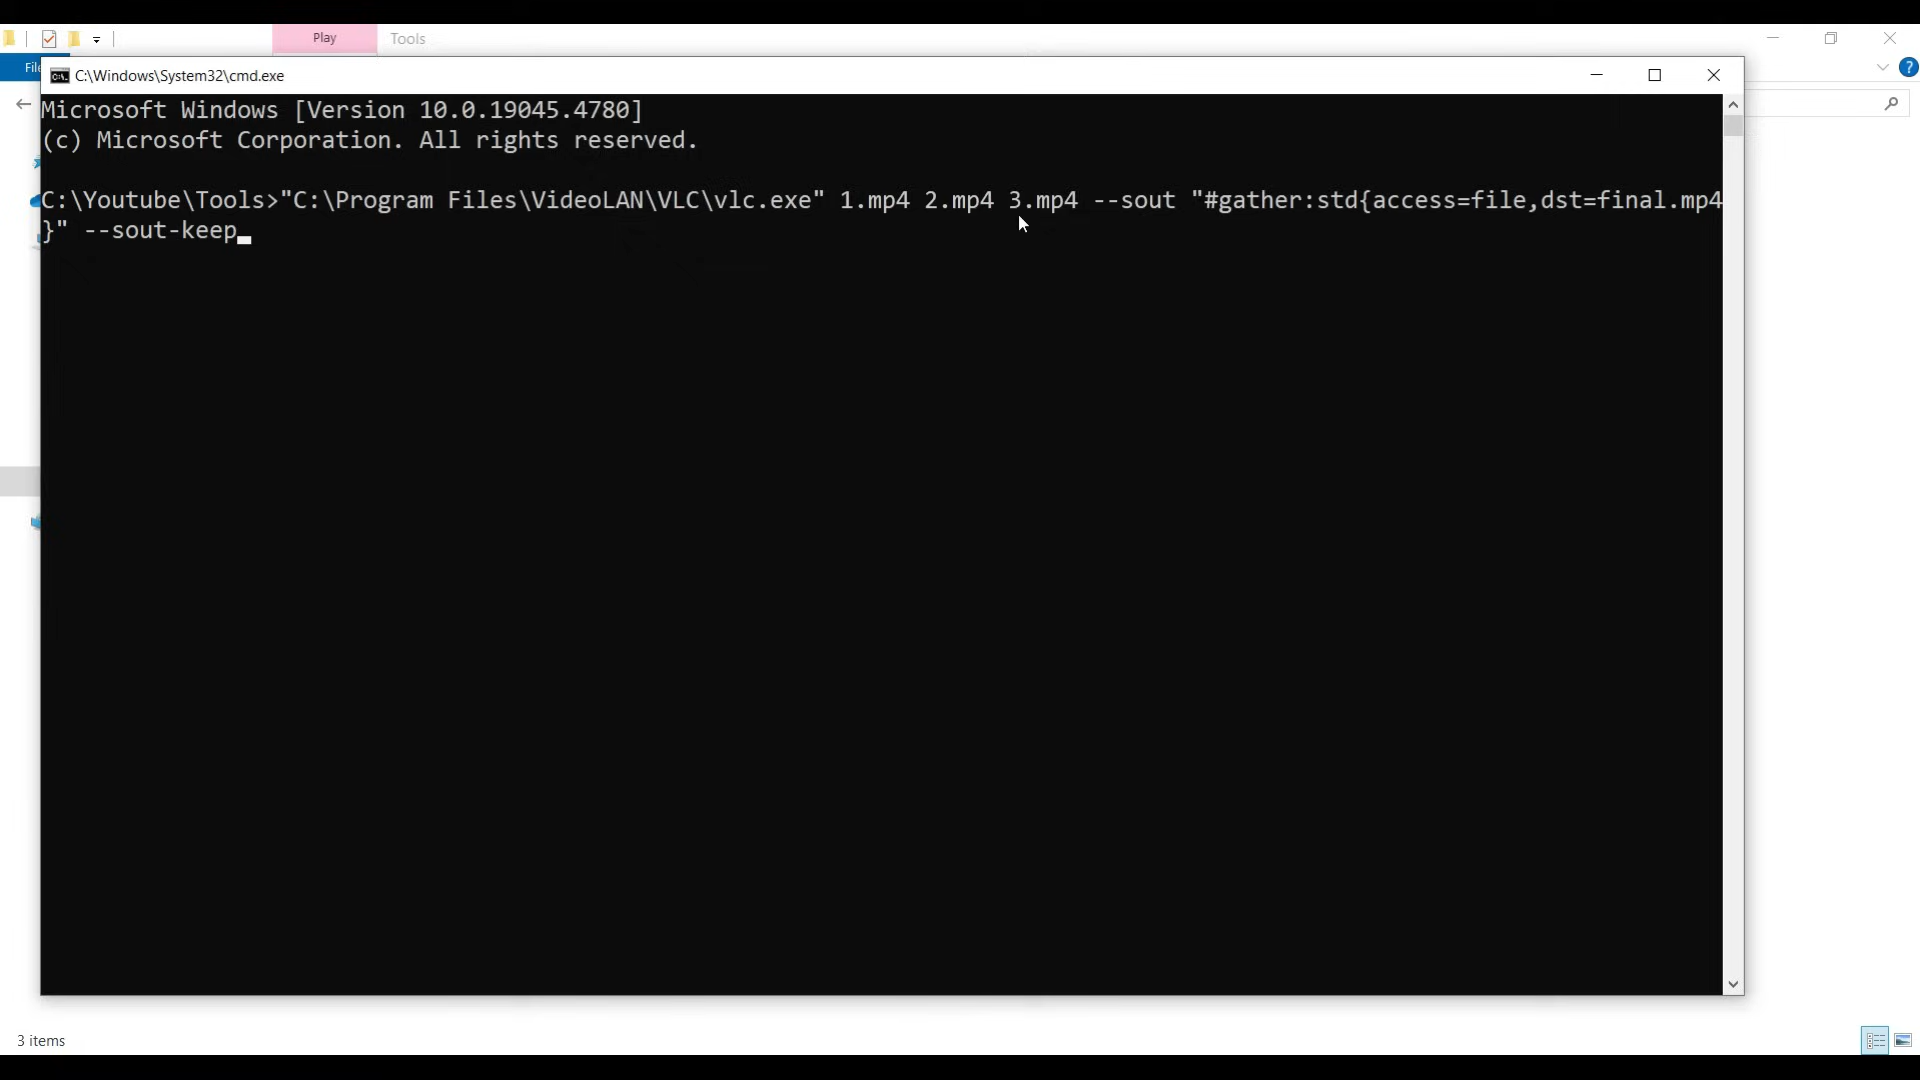 Play
Tools
File
C:\Windows\System32\cmd.exe
Microsoft Windows [Version 10.0.19045.4780]
(c) Microsoft Corporation. All rights reserved.
C:\Youtube\Tools>"C:\Program Files\VideoLAN\VLC\vlc.exe" 1.mp4 2.mp4 3.mp4 --sout "#gather:std{access=file,dst=final.mp4
}" --sout-keep
3 items